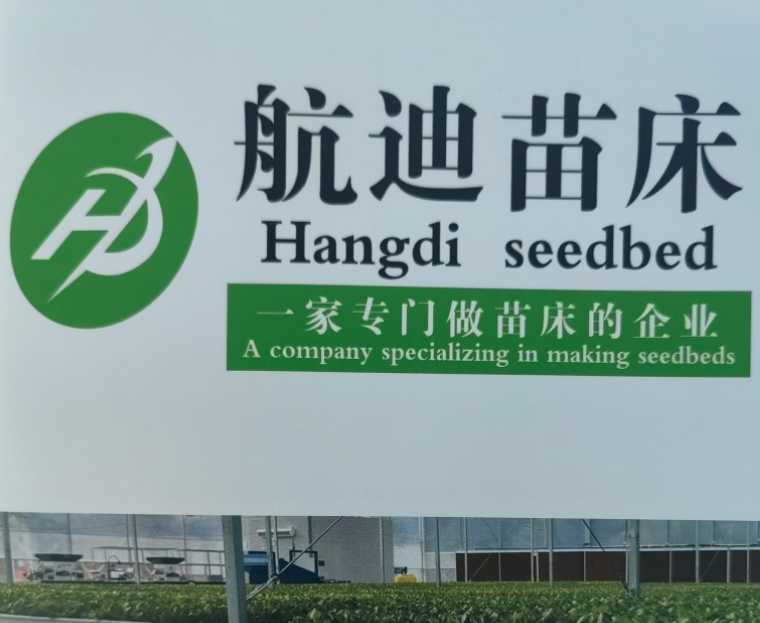 航迪苗床
Hangdi seedbed
一家专门做苗床的企业
A company specializing in making seedbeds